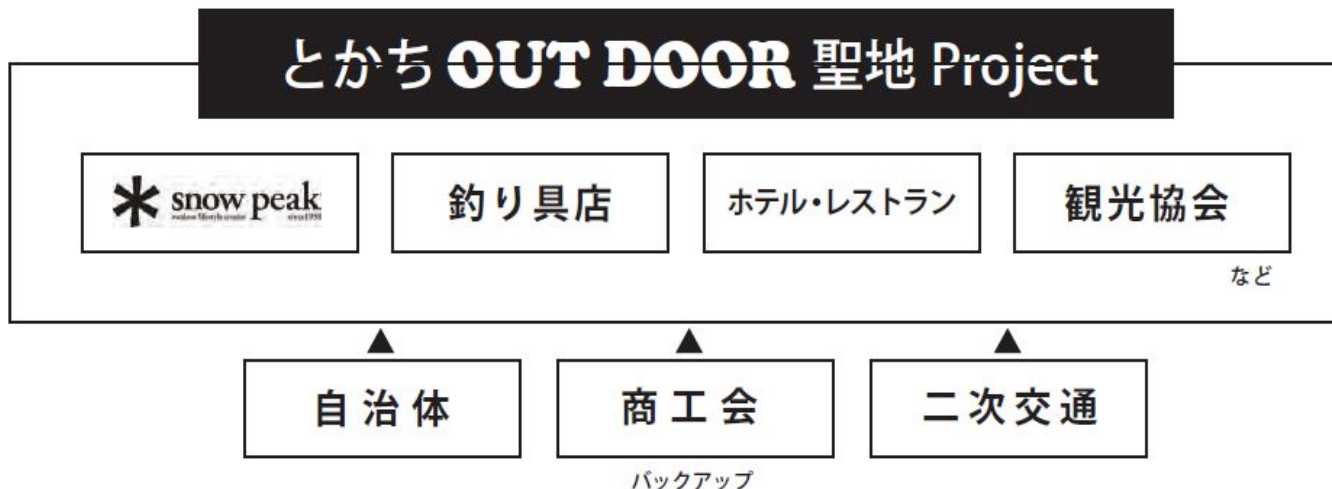 とかち OUT DOOR 聖地 Project
snow peak
釣り具店
ホテル・レストラン
観光協会
など
自治体
商工会
二次交通
バックアップ